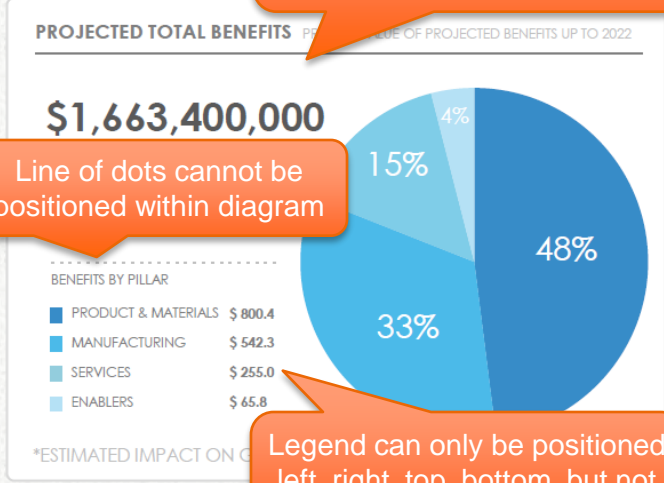 PROJECTED TOTAL BENEFITS OF PROJECTED BENEFITS UP TO 2022
$1,663,400,000
Line of dots cannot be
positioned within diagram
4%
15%
48%
33%
BENEFITS BY PILLAR
PRODUCT & MATERIALS $ 800.4
MANUFACTURING $ 542.3
SERVICES $ 255.0
ENABLERS $ 65.8
*ESTIMATED IMPACT ON
Legend can only be positioned
left, right, top, bottom, but not